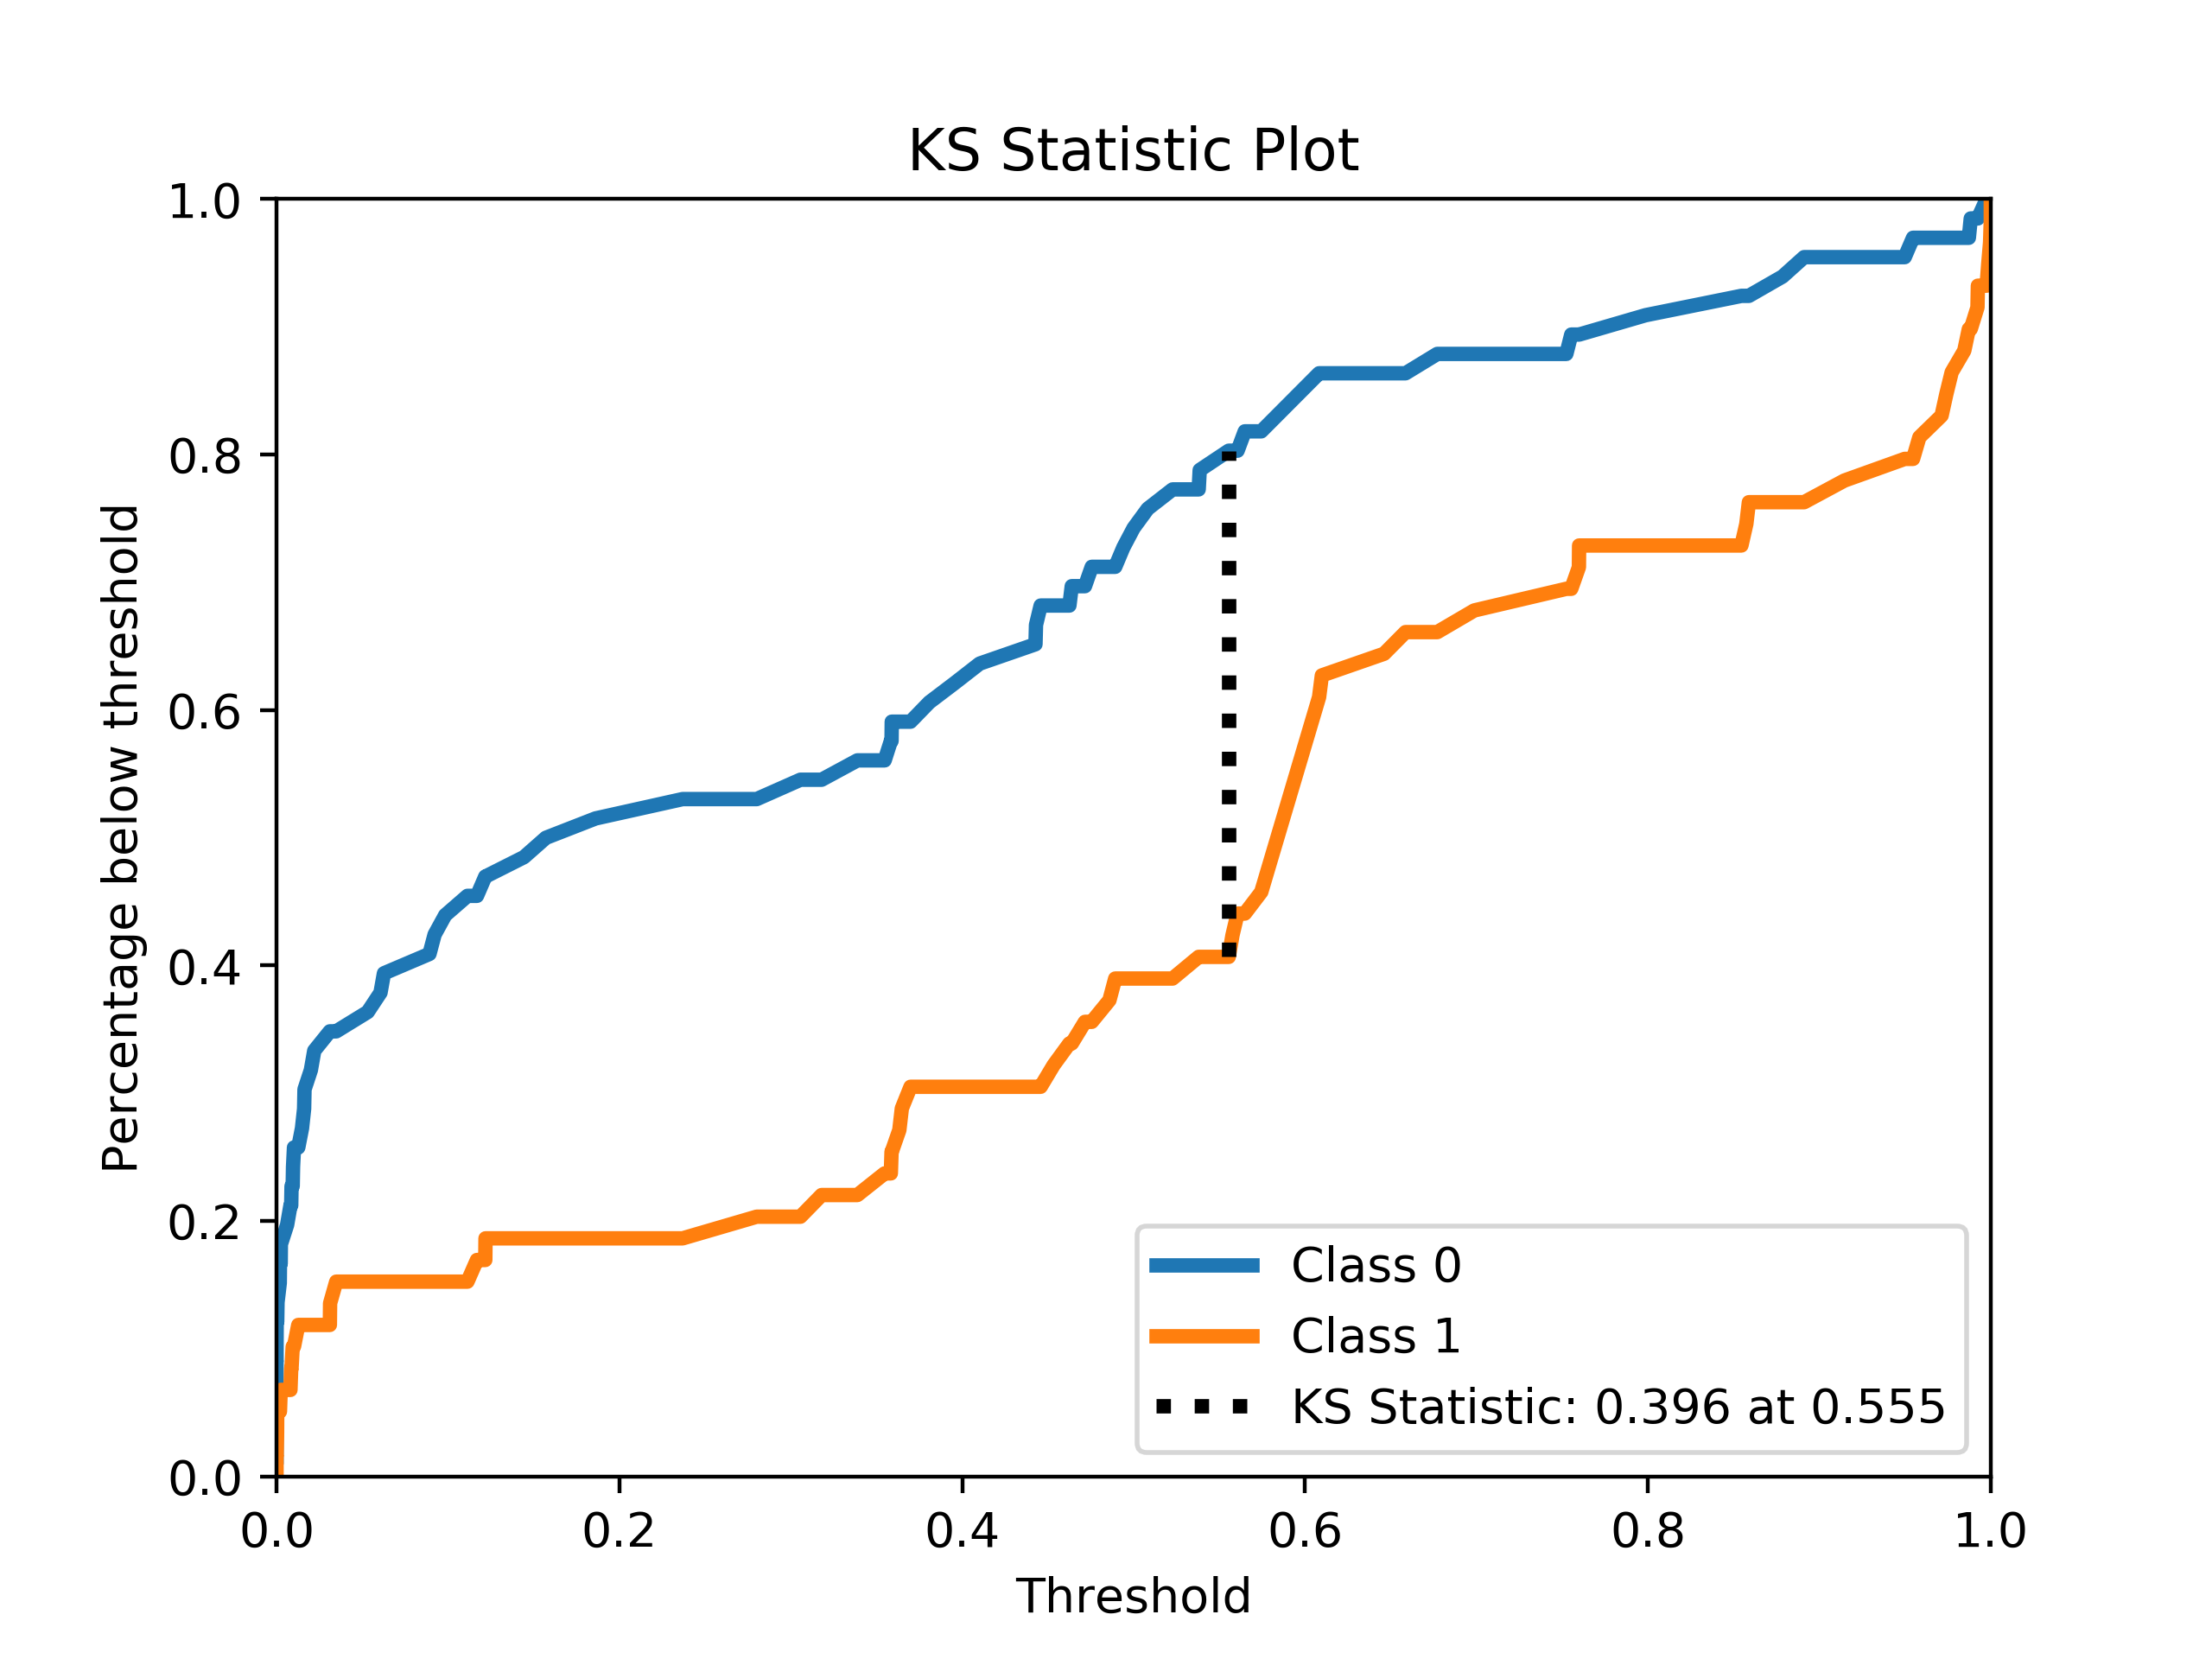 KS Statistic Plot
1.0
0.8
0.6
0.4
0.2
0.0
Percentage below threshold
Class 0
Class 1
KS Statistic: 0.396 at 0.555
0.0 0.2 0.4 0.6 0.8 1.0
Threshold